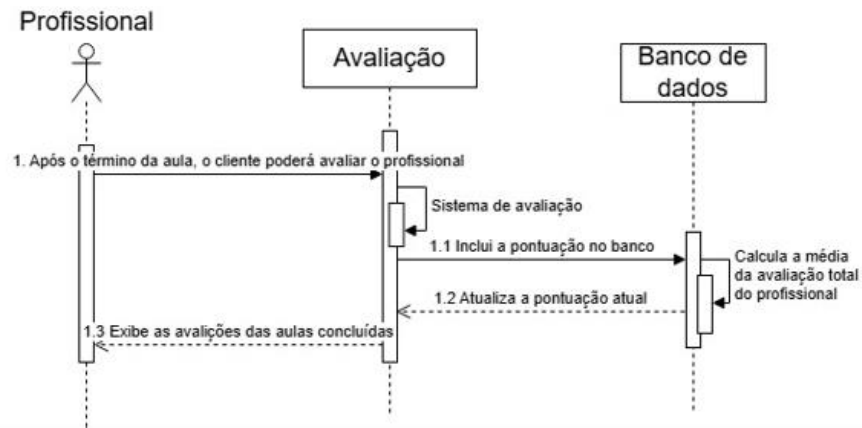 Profissional
Avaliação
Banco de
dados
1. Após o término da aula, o cliente poderá avaliar o profissional
Sistema de avaliação
1.1 Inclui a pontuação no banco
Calcula a média
da avaliação total
do profissional
1.2 Atualiza a pontuação atual
1.3 Exibe as avalições das aulas concluídas